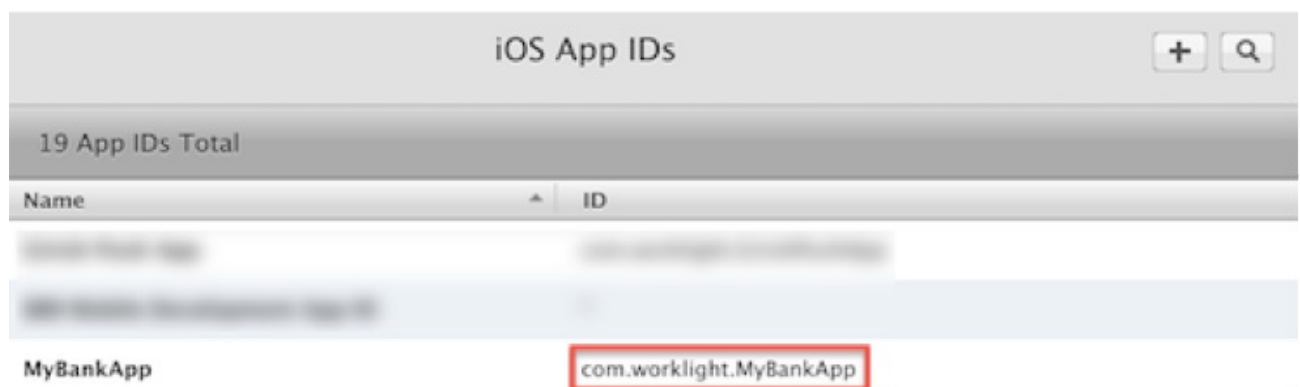 iOS App IDs
19 App IDs Total
Name ID
MyBankApp com.worklight.MyBankApp